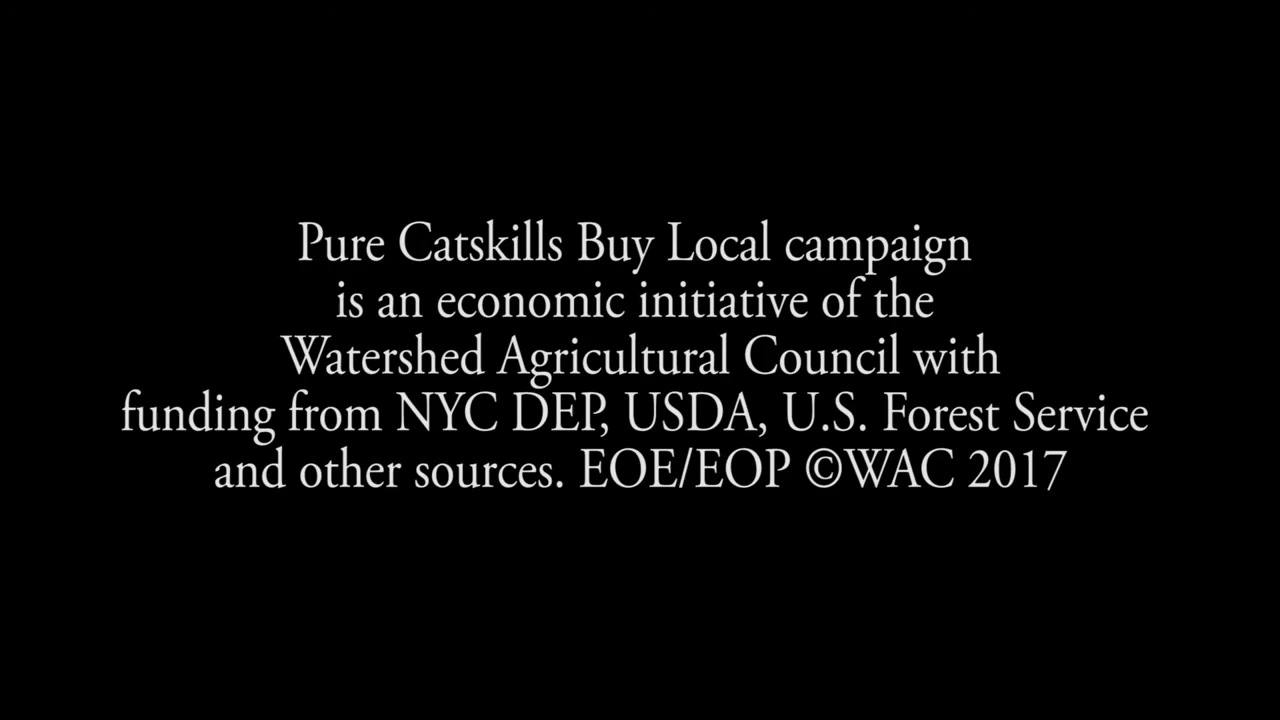 Pure Catskills Buy Local campaign
is an economic initiative of the
Watershed Agricultural Council with
funding from NYC DEP, USDA, U.S. Forest Service
and other sources. EOE/EOP ©WAC 2017